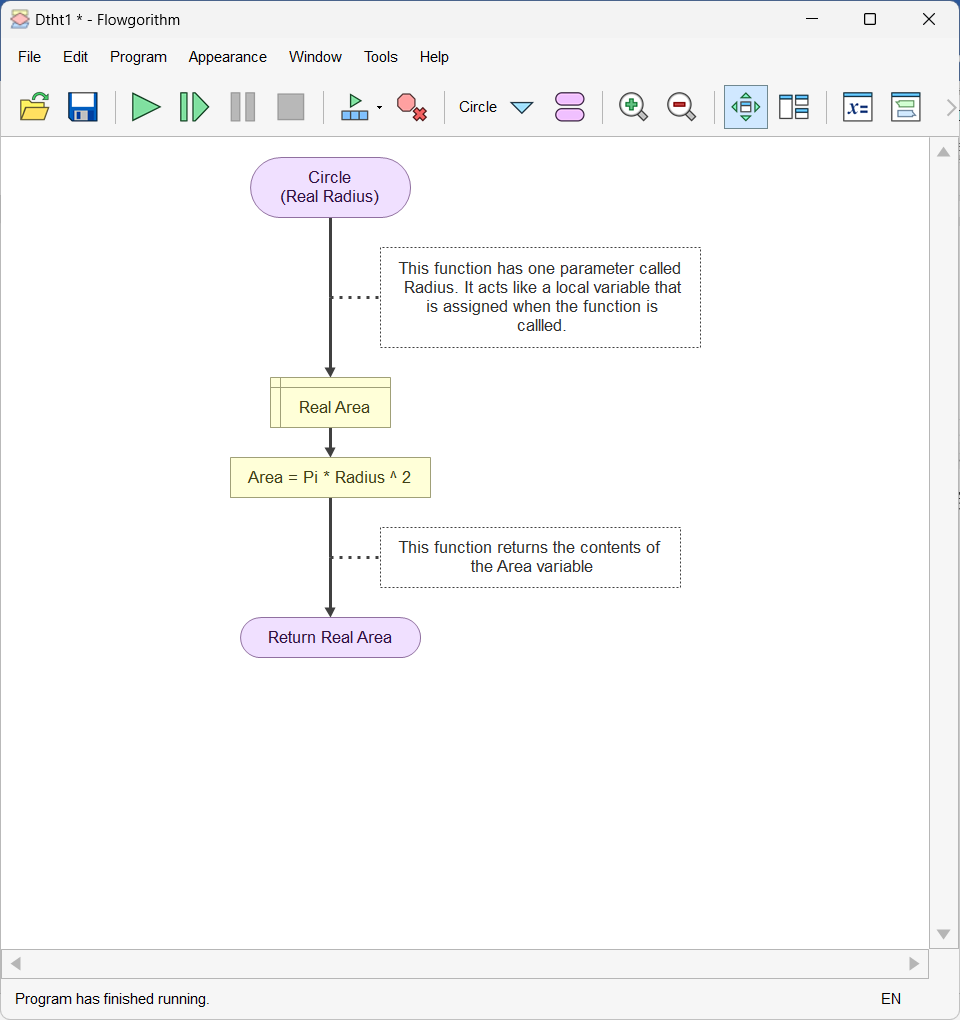 Dtht1 * - Flowgorithm
File Edit Program Appearance Window Tools Help
Circle
x=
Circle
(Real Radius)
This function has one parameter called
Radius. It acts like a local variable that
is assigned when the function is
callled.
Real Area
Area = Pi * Radius ^ 2
This function returns the contents of
the Area variable
Return Real Area
Program has finished running.
EN